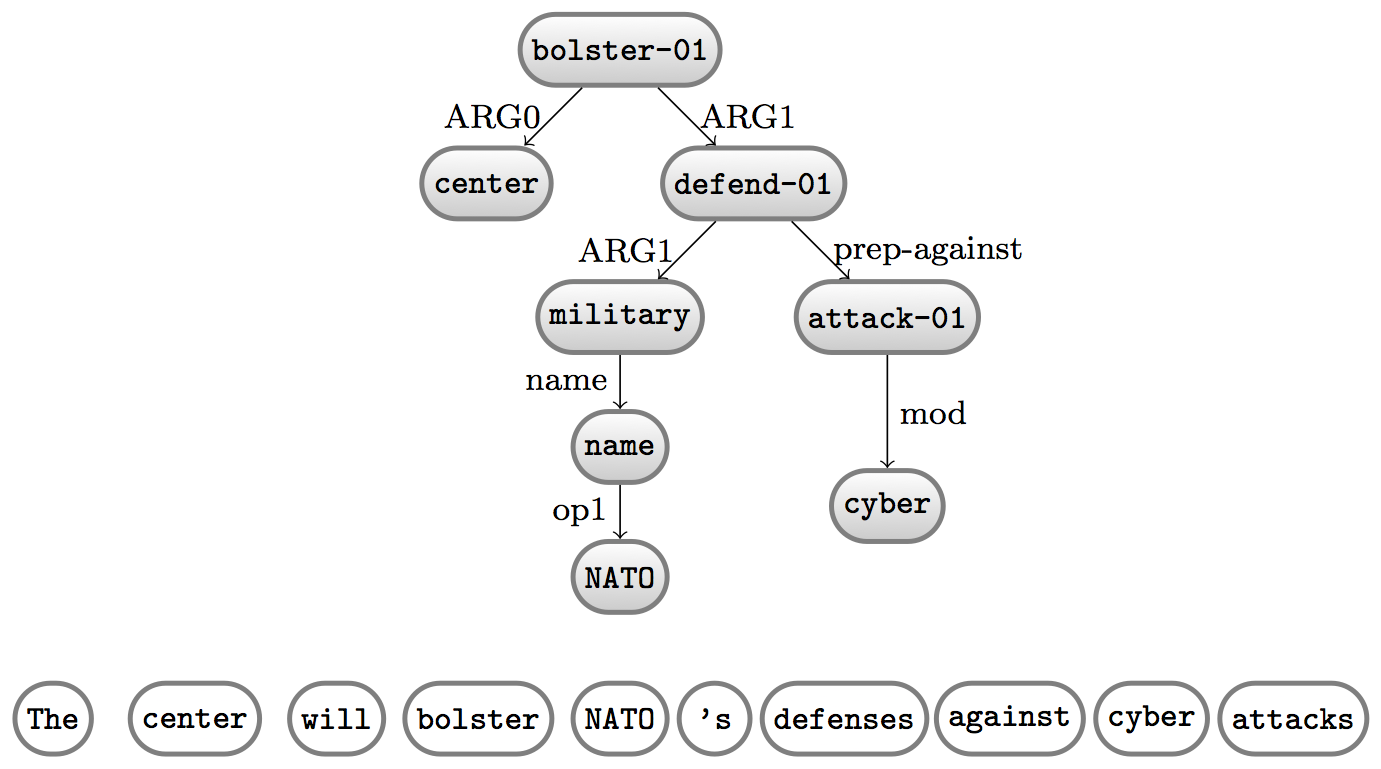 bolster-01
ARG0 ARG1
center defend-01
ARG1 prep-against
military attack-01
name
mod
name
cyber
op1
NATO
The center will bolster NATO 's defenses against cyber attacks